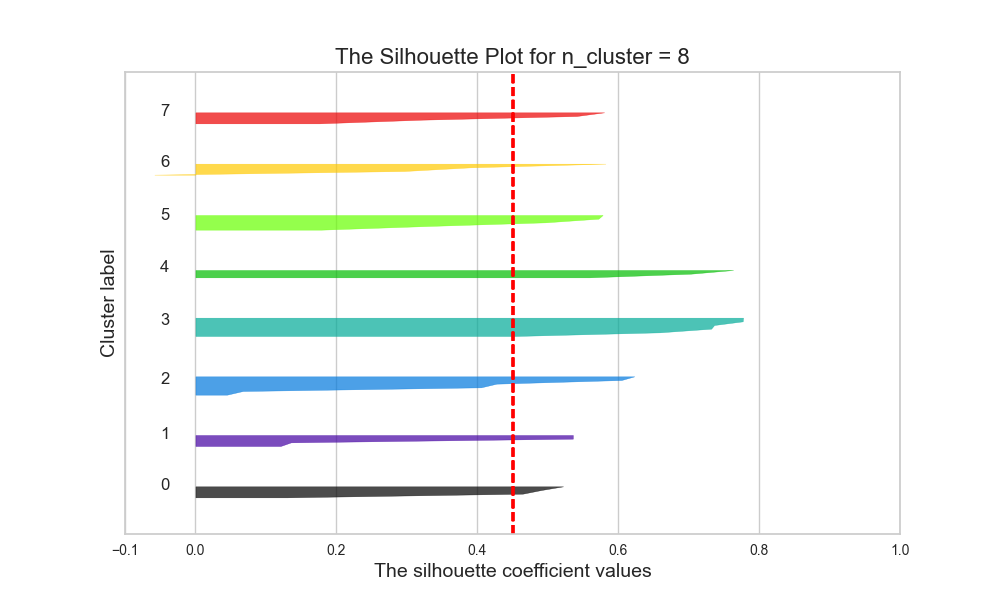 The Silhouette Plot for n_cluster = 8
7
6
5
4
3
2
1
0
Cluster label
−0.1 0.0 0.2 0.4 0.6 0.8 1.0
The silhouette coefficient values